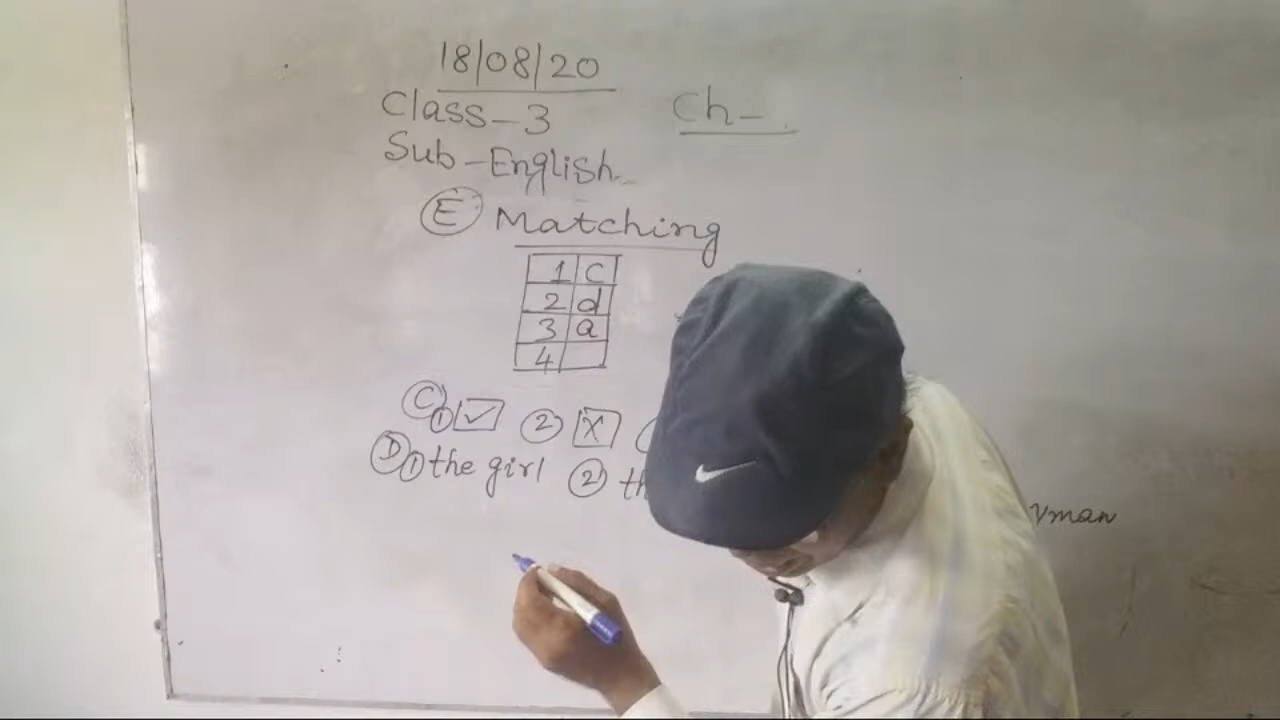 18/08/20
Class-3 Ch-
Sub-English
E Matching
1 c
2 d
3 a
4
C 1 ✓ 2 X
D 1 the girl 2 th
yman